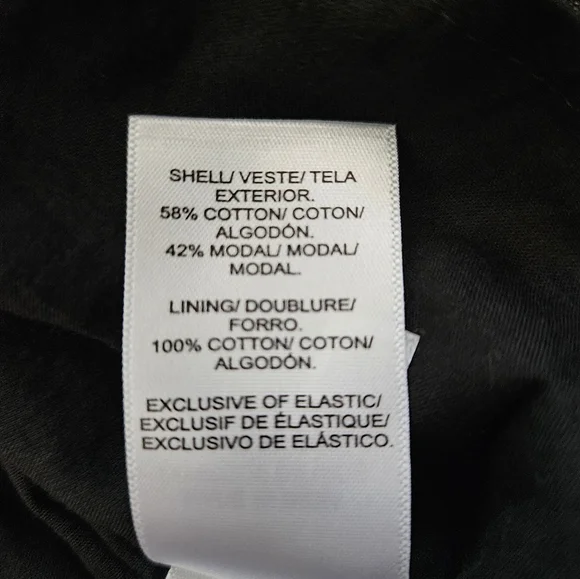 SHELL/ VESTE/ TELA
EXTERIOR.
58% COTTON/ COTON/
ALGODÓN.
42% MODAL/ MODAL/
MODAL.
LINING/ DOUBLURE/
FORRO.
100% COTTON/ COTON/
ALGODÓN.
EXCLUSIVE OF ELASTIC/
EXCLUSIF DE ÉLASTIQUE/
EXCLUSIVO DE ELÁSTICO.